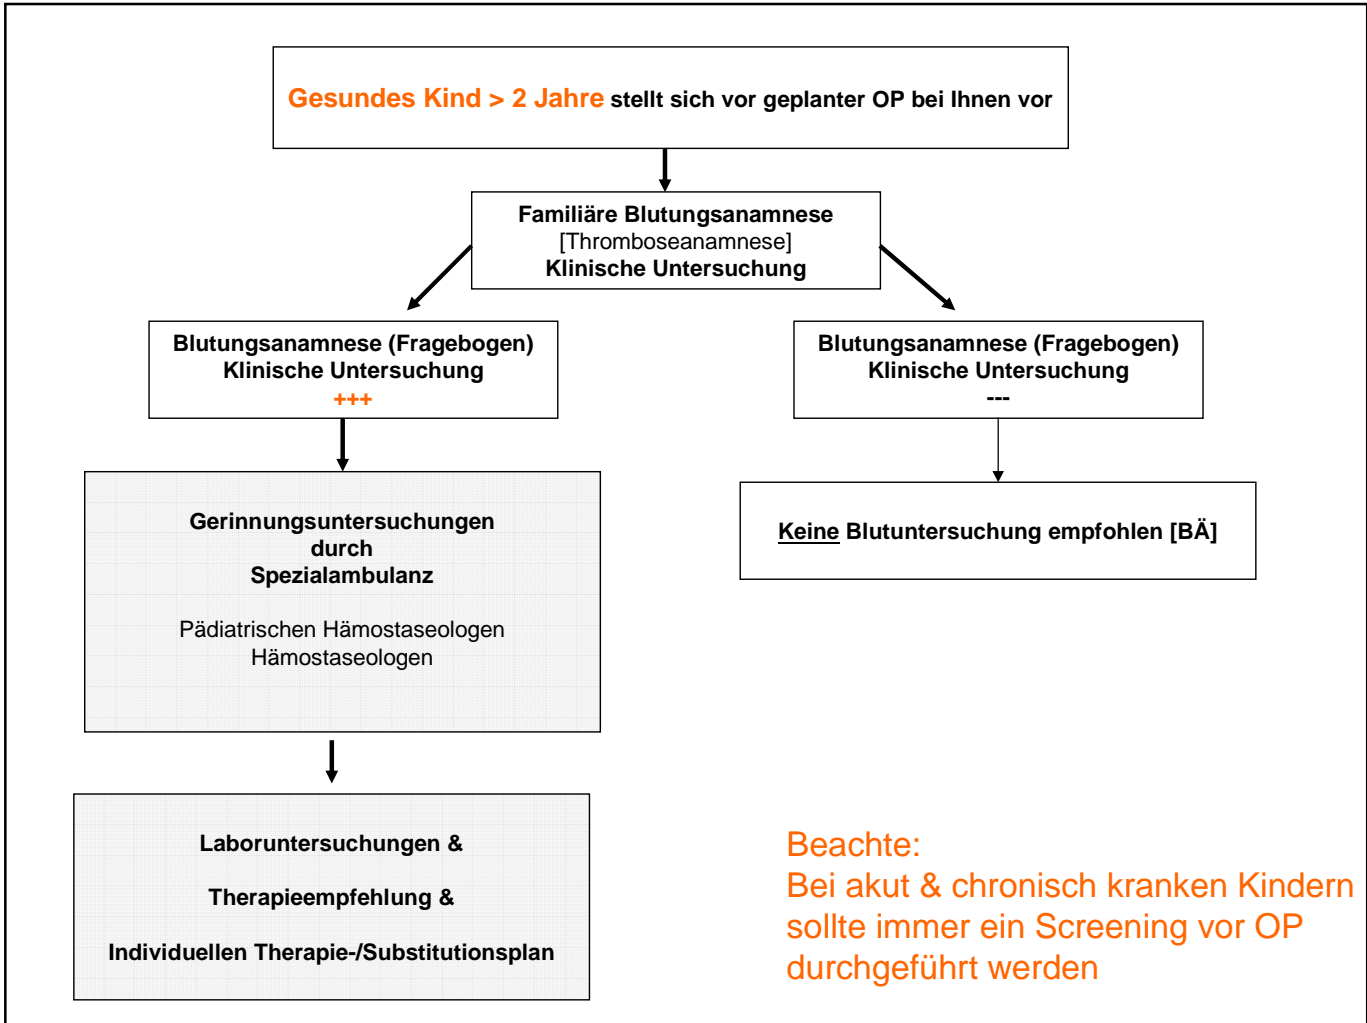 Gesundes Kind > 2 Jahre stellt sich vor geplanter OP bei Ihnen vor
Familiäre Blutungsanamnese
[Thromboseanamnese]
Klinische Untersuchung
Blutungsanamnese (Fragebogen)
Klinische Untersuchung
+++
Blutungsanamnese (Fragebogen)
Klinische Untersuchung
---
Gerinnungsuntersuchungen
durch
Spezialambulanz
Pädiatrischen Hämostaseologen
Hämostaseologen
Keine Blutuntersuchung empfohlen [BÄ]
Laboruntersuchungen &
Therapieempfehlung &
Individuellen Therapie-/Substitutionsplan
Beachte:
Bei akut & chronisch kranken Kindern
sollte immer ein Screening vor OP
durchgeführt werden